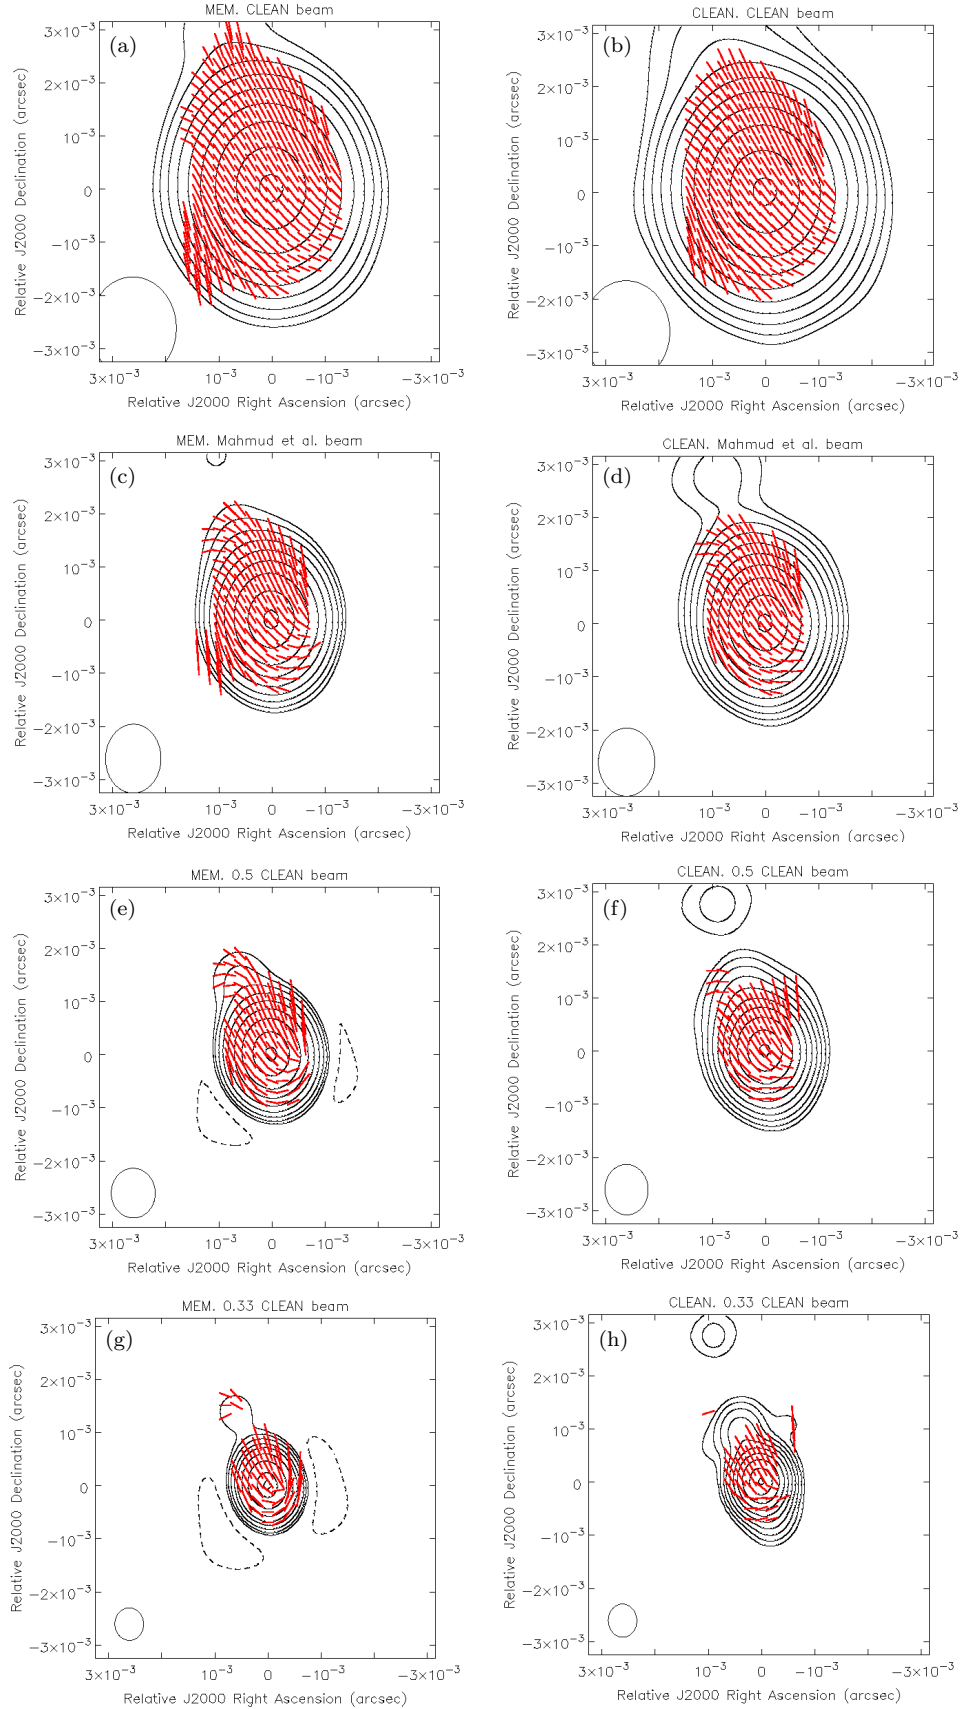 MEM. CLEAN beam
(a)
3×10⁻³
2×10⁻³
10⁻³
0
−10⁻³
−2×10⁻³
−3×10⁻³
Relative J2000 Declination (arcsec)
3×10⁻³ 10⁻³ 0 −10⁻³ −3×10⁻³
Relative J2000 Right Ascension (arcsec)
CLEAN. CLEAN beam
(b)
3×10⁻³
2×10⁻³
10⁻³
0
−10⁻³
−2×10⁻³
−3×10⁻³
Relative J2000 Declination (arcsec)
3×10⁻³ 10⁻³ 0 −10⁻³ −3×10⁻³
Relative J2000 Right Ascension (arcsec)
MEM. Mahmud et al. beam
(c)
3×10⁻³
2×10⁻³
10⁻³
0
−10⁻³
−2×10⁻³
−3×10⁻³
Relative J2000 Declination (arcsec)
3×10⁻³ 10⁻³ 0 −10⁻³ −3×10⁻³
Relative J2000 Right Ascension (arcsec)
CLEAN. Mahmud et al. beam
(d)
3×10⁻³
2×10⁻³
10⁻³
0
−10⁻³
−2×10⁻³
−3×10⁻³
Relative J2000 Declination (arcsec)
3×10⁻³ 10⁻³ 0 −10⁻³ −3×10⁻³
Relative J2000 Right Ascension (arcsec)
MEM. 0.5 CLEAN beam
(e)
3×10⁻³
2×10⁻³
10⁻³
0
−10⁻³
−2×10⁻³
−3×10⁻³
Relative J2000 Declination (arcsec)
3×10⁻³ 10⁻³ 0 −10⁻³ −3×10⁻³
Relative J2000 Right Ascension (arcsec)
CLEAN. 0.5 CLEAN beam
(f)
3×10⁻³
2×10⁻³
10⁻³
0
−10⁻³
−2×10⁻³
−3×10⁻³
Relative J2000 Declination (arcsec)
3×10⁻³ 10⁻³ 0 −10⁻³ −3×10⁻³
Relative J2000 Right Ascension (arcsec)
MEM. 0.33 CLEAN beam
(g)
3×10⁻³
2×10⁻³
10⁻³
0
−10⁻³
−2×10⁻³
−3×10⁻³
Relative J2000 Declination (arcsec)
3×10⁻³ 10⁻³ 0 −10⁻³ −3×10⁻³
Relative J2000 Right Ascension (arcsec)
CLEAN. 0.33 CLEAN beam
(h)
3×10⁻³
2×10⁻³
10⁻³
0
−10⁻³
−2×10⁻³
−3×10⁻³
Relative J2000 Declination (arcsec)
3×10⁻³ 10⁻³ 0 −10⁻³ −3×10⁻³
Relative J2000 Right Ascension (arcsec)